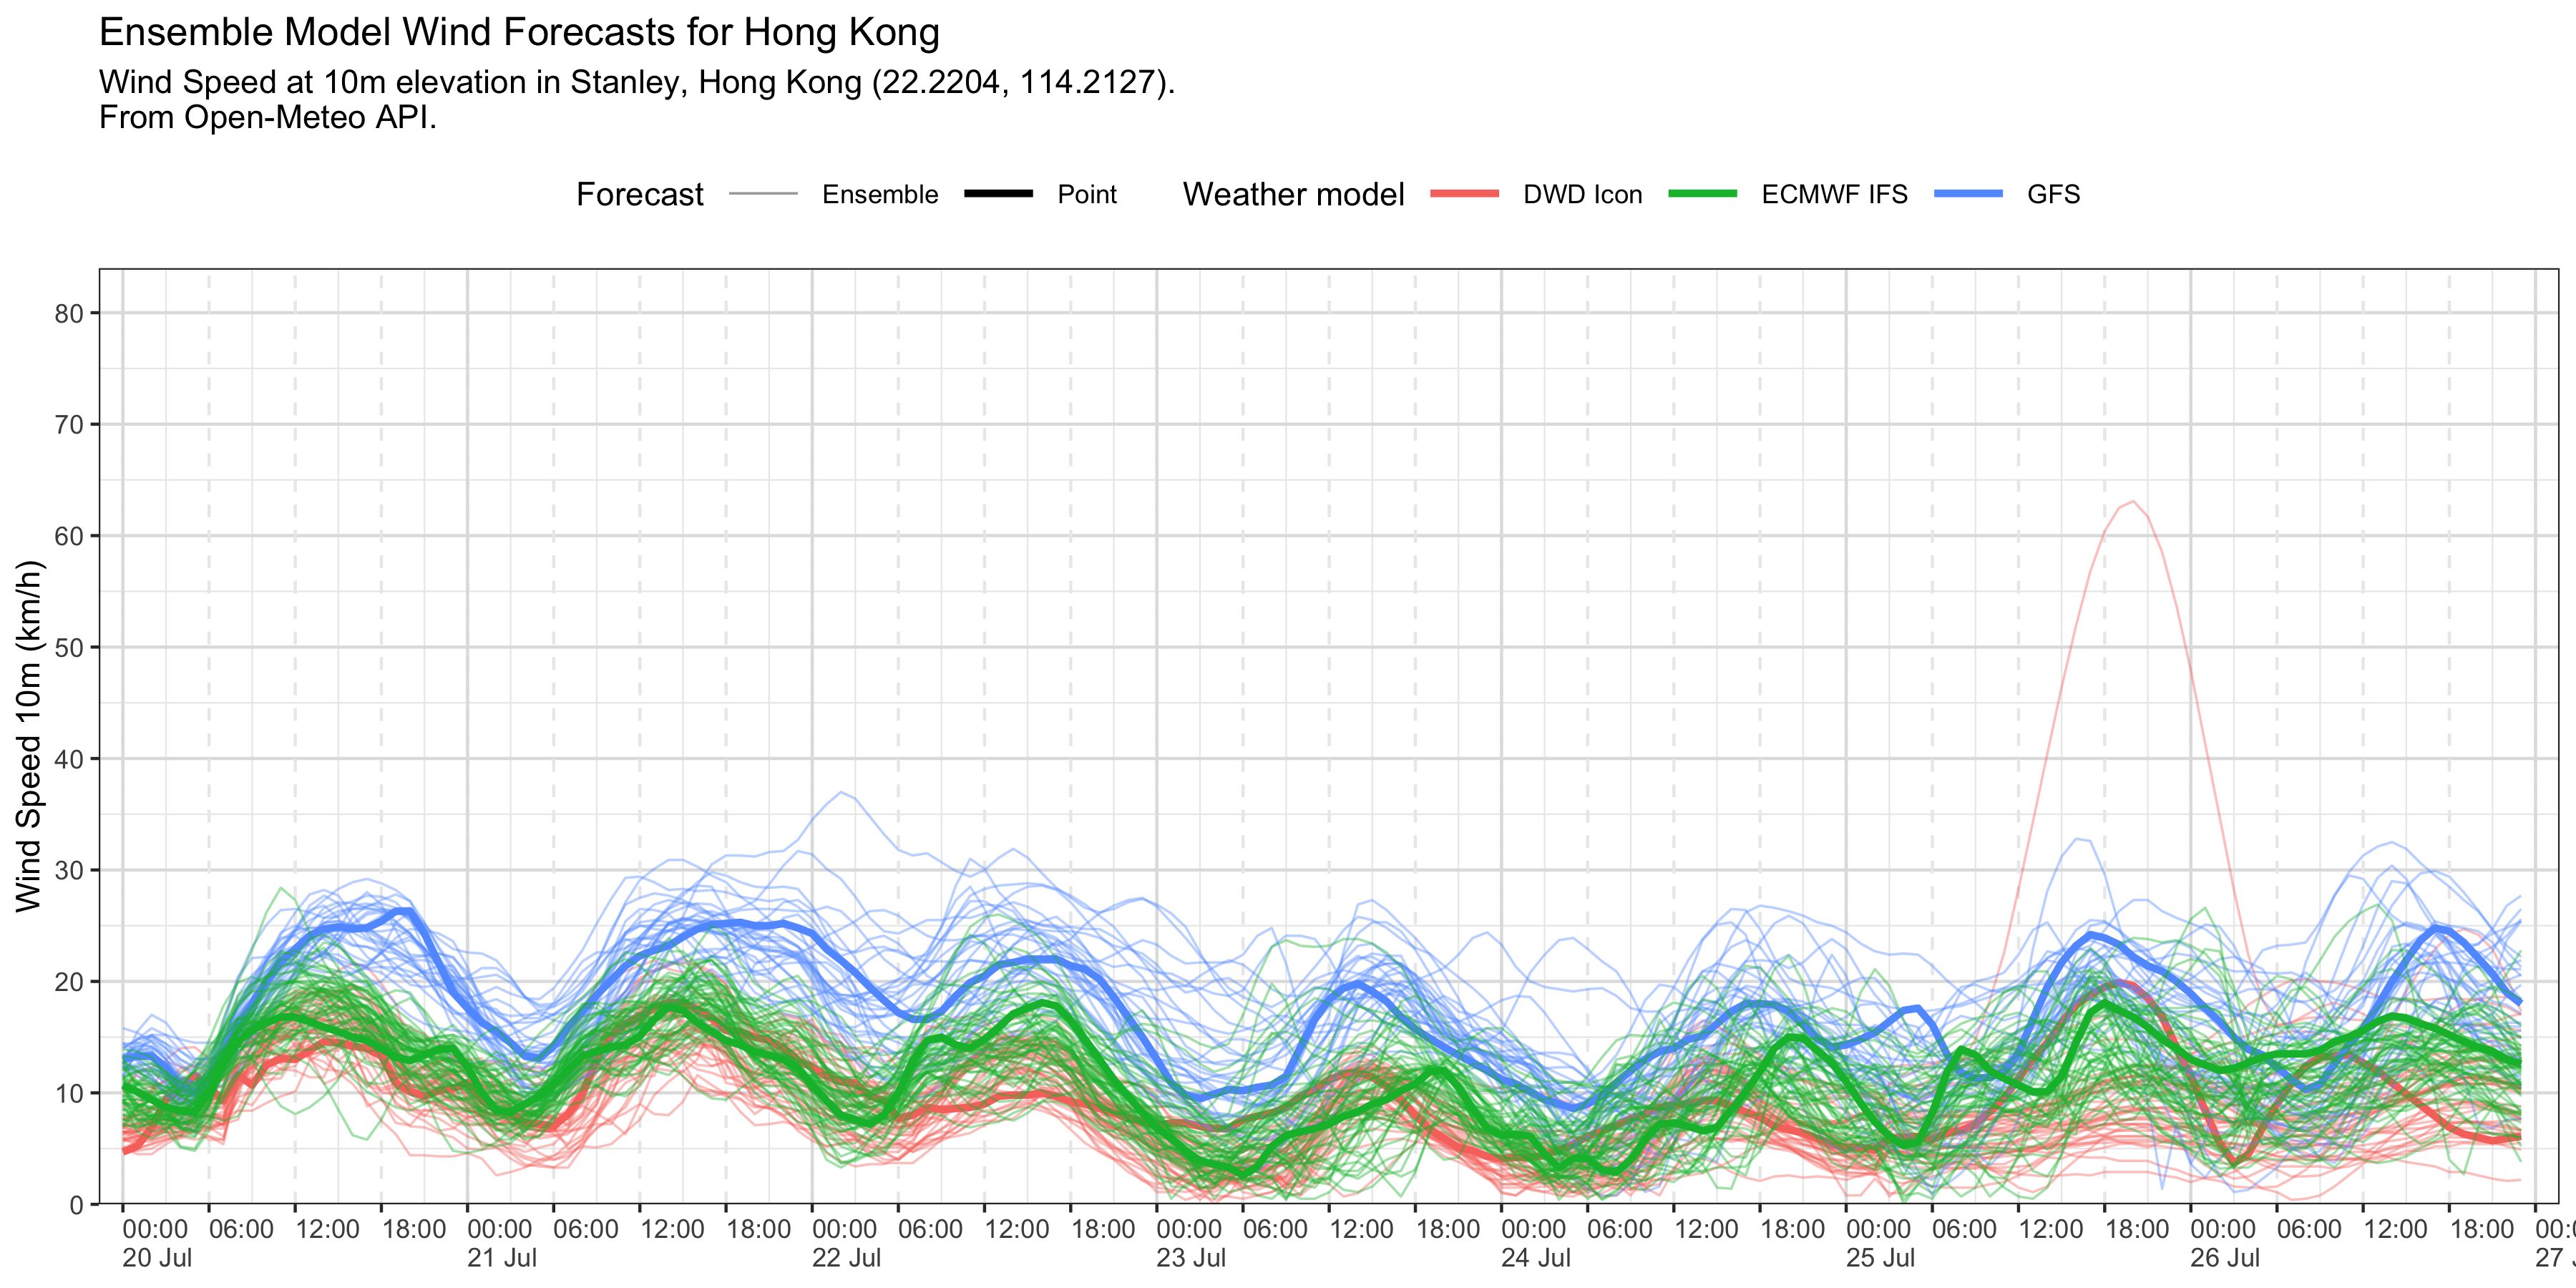 Ensemble Model Wind Forecasts for Hong Kong
Wind Speed at 10m elevation in Stanley, Hong Kong (22.2204, 114.2127).
From Open-Meteo API.
Forecast Ensemble Point Weather model DWD Icon ECMWF IFS GFS
Wind Speed 10m (km/h)
80
70
60
50
40
30
20
10
0
00:00 06:00 12:00 18:00 00:00 06:00 12:00 18:00 00:00 06:00 12:00 18:00 00:00 06:00 12:00 18:00 00:00 06:00 12:00 18:00 00:00 06:00 12:00 18:00 00:00 06:00 12:00 18:00
20 Jul 21 Jul 22 Jul 23 Jul 24 Jul 25 Jul 26 Jul 27